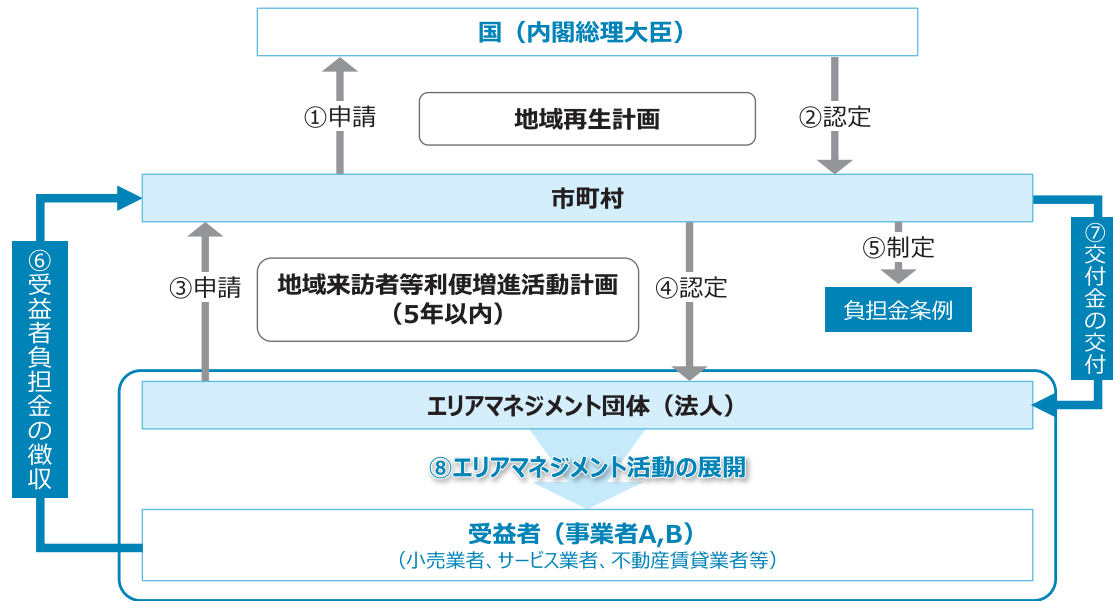 国（内閣総理大臣）
①申請
地域再生計画
②認定
市町村
③申請
地域来訪者等利便増進活動計画
（5年以内）
④認定
⑤制定
負担金条例
⑥受益者負担金の徴収
⑦交付金の交付
エリアマネジメント団体（法人）
⑧エリアマネジメント活動の展開
受益者（事業者A,B）
（小売業者、サービス業者、不動産賃貸業者等）